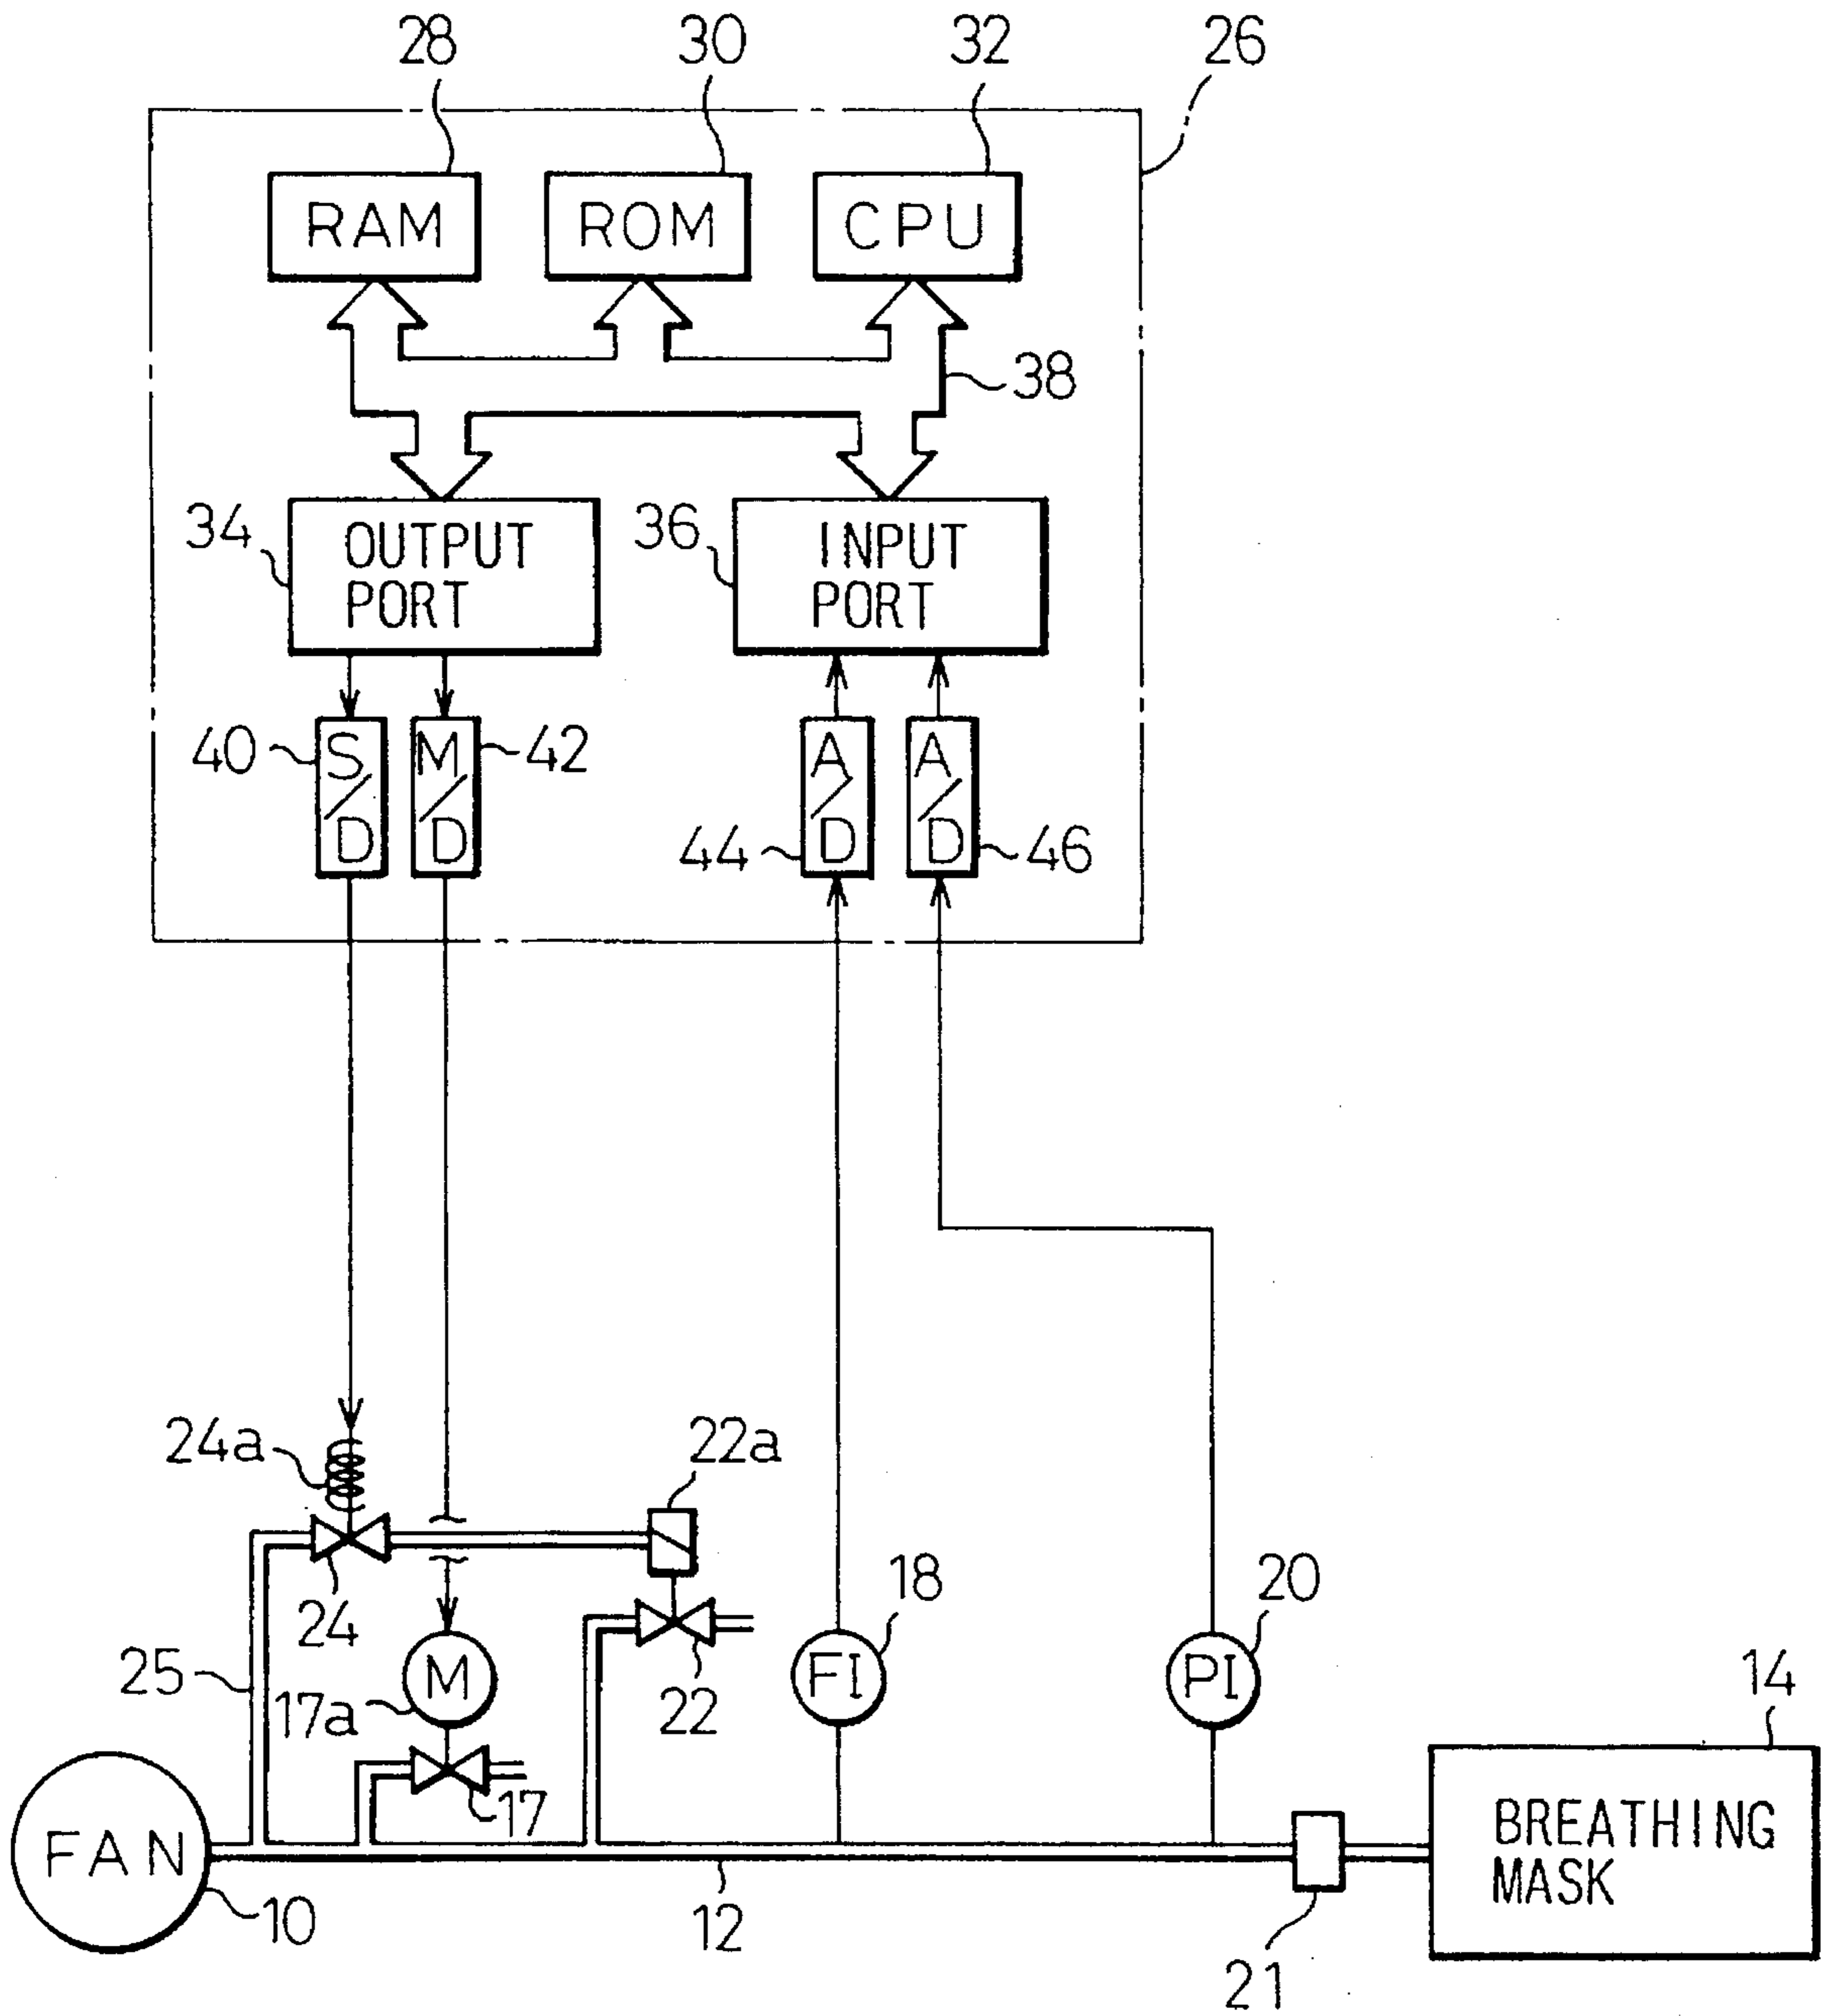 28 30 32 26
RAM ROM CPU
38
34 OUTPUT PORT 36 INPUT PORT
40 S/D M/D 42 44 A/D A/D 46
24a 22a
24 18 20
25 M FI PI
17a 22 14
17
FAN BREATHING
MASK
10 12 21